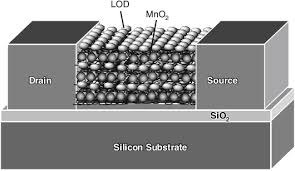 LOD
MnO₂
Drain
Source
SiO₂
Silicon Substrate